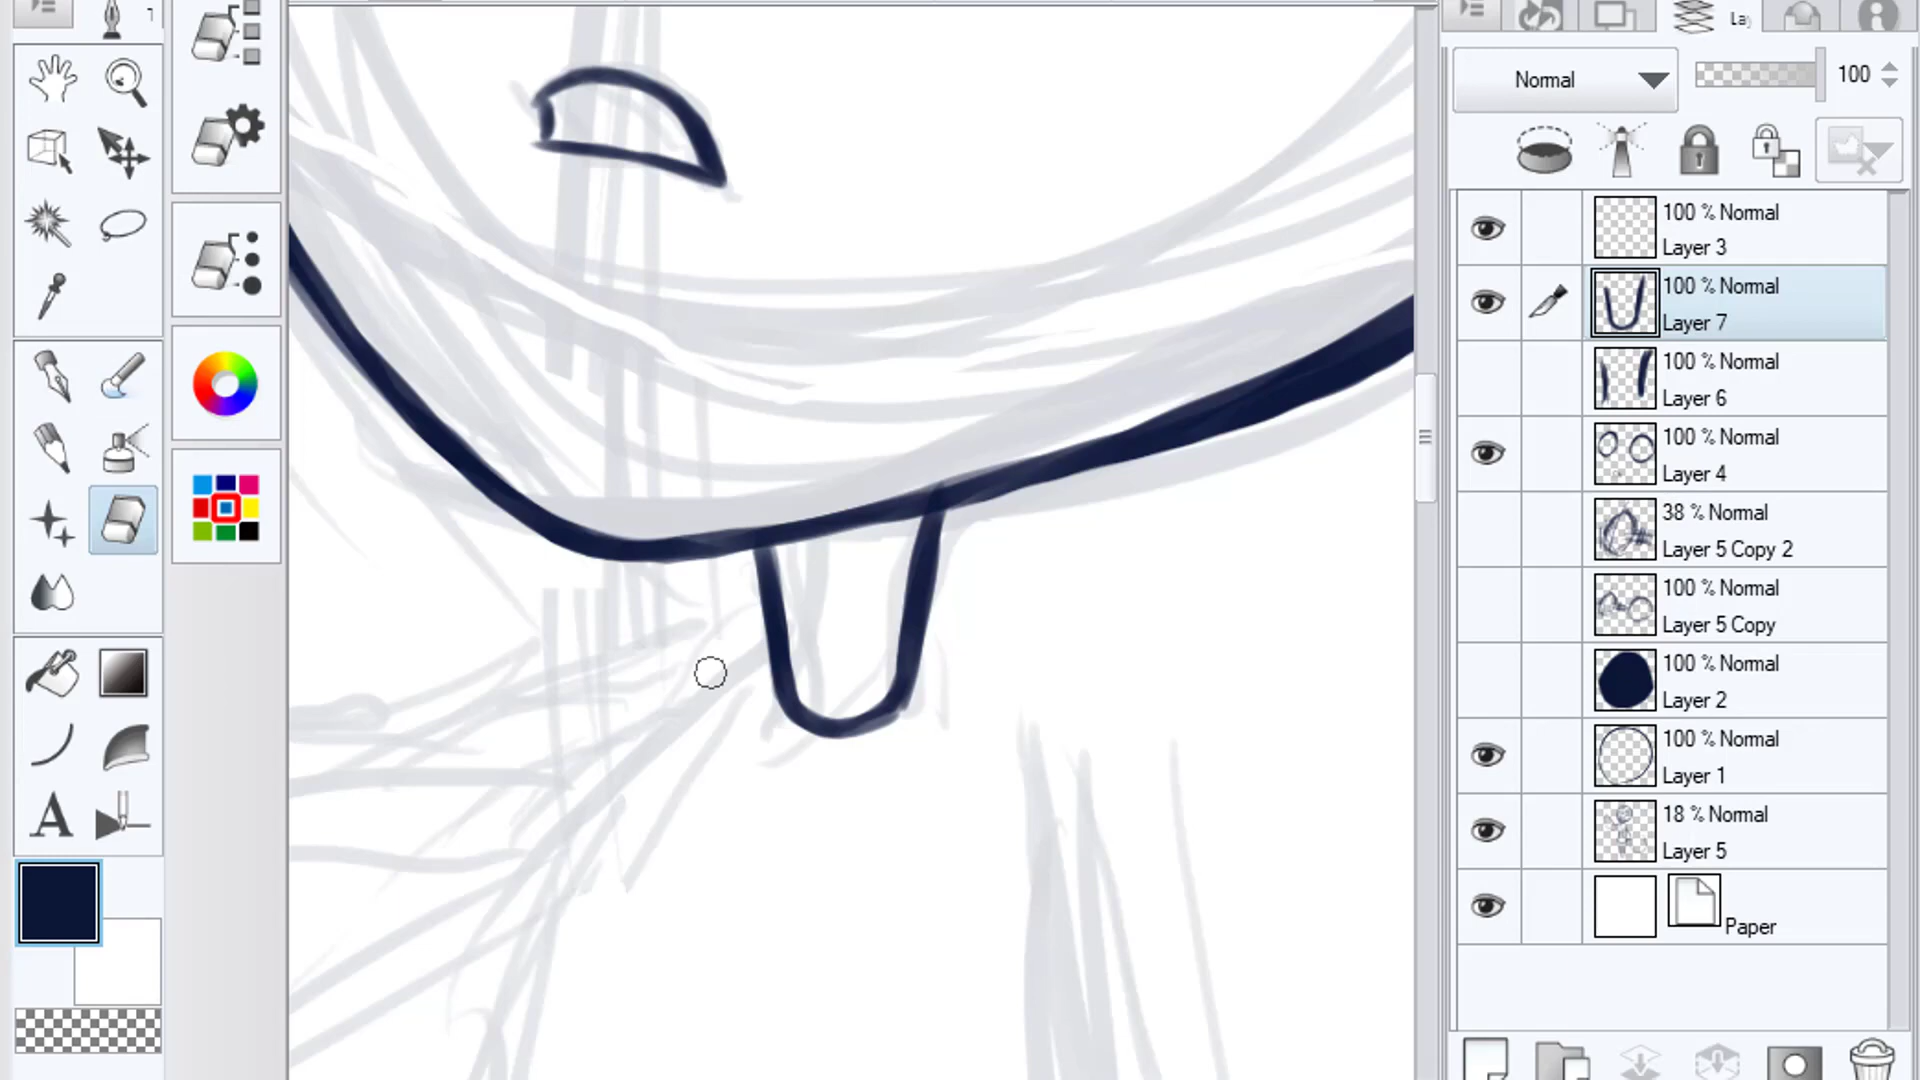 La
Normal
100
100 % Normal
Layer 3
100 % Normal
Layer 7
100 % Normal
Layer 6
100 % Normal
Layer 4
38 % Normal
Layer 5 Copy 2
100 % Normal
Layer 5 Copy
100 % Normal
Layer 2
100 % Normal
Layer 1
18 % Normal
Layer 5
Paper
A